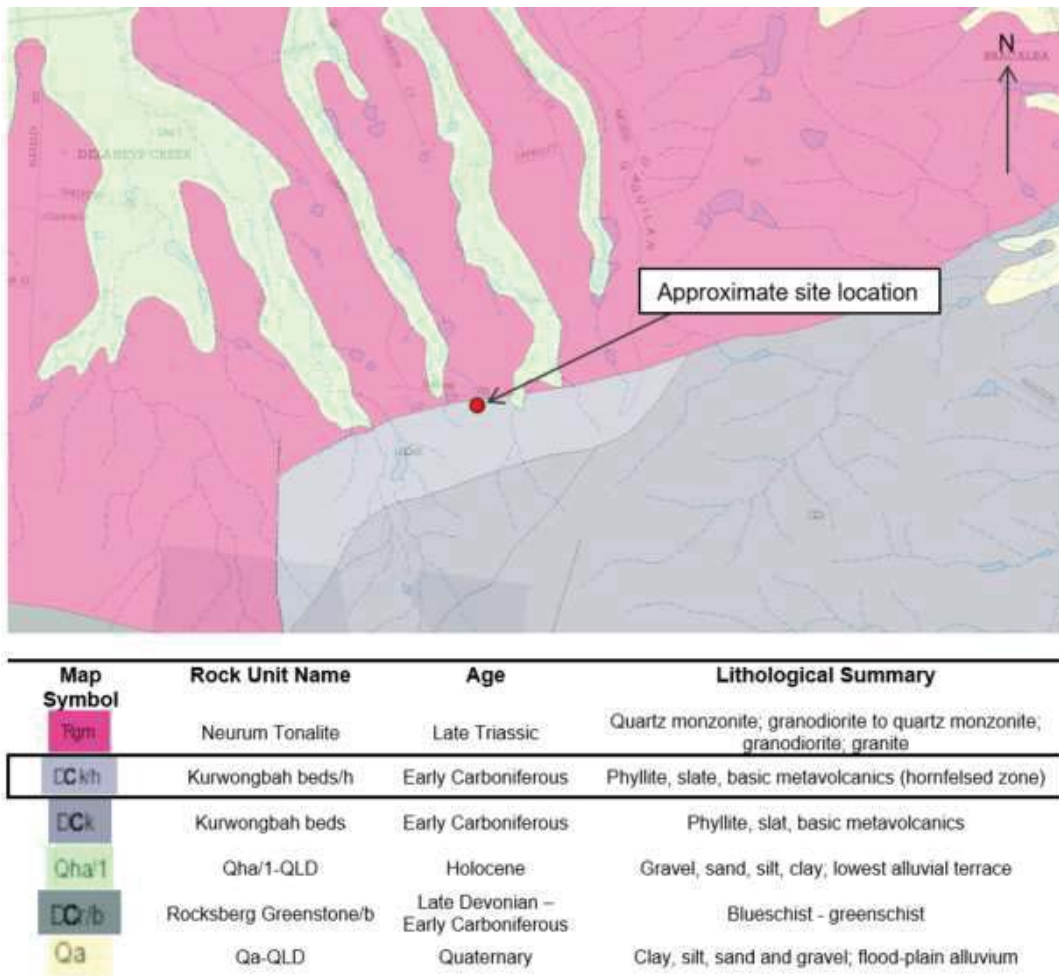 N
BRACALBA
DELANEYS CREEK
D'AGUILAR
Approximate site location
Map Symbol Rock Unit Name Age Lithological Summary
Rgm Neurum Tonalite Late Triassic Quartz monzonite; granodiorite to quartz monzonite;
granodiorite; granite
DCk/h Kurwongbah beds/h Early Carboniferous Phyllite, slate, basic metavolcanics (hornfelsed zone)
DCk Kurwongbah beds Early Carboniferous Phyllite, slat, basic metavolcanics
Qha/1 Qha/1-QLD Holocene Gravel, sand, silt, clay; lowest alluvial terrace
DCr/b Rocksberg Greenstone/b Late Devonian –
Early Carboniferous Blueschist - greenschist
Qa Qa-QLD Quaternary Clay, silt, sand and gravel; flood-plain alluvium